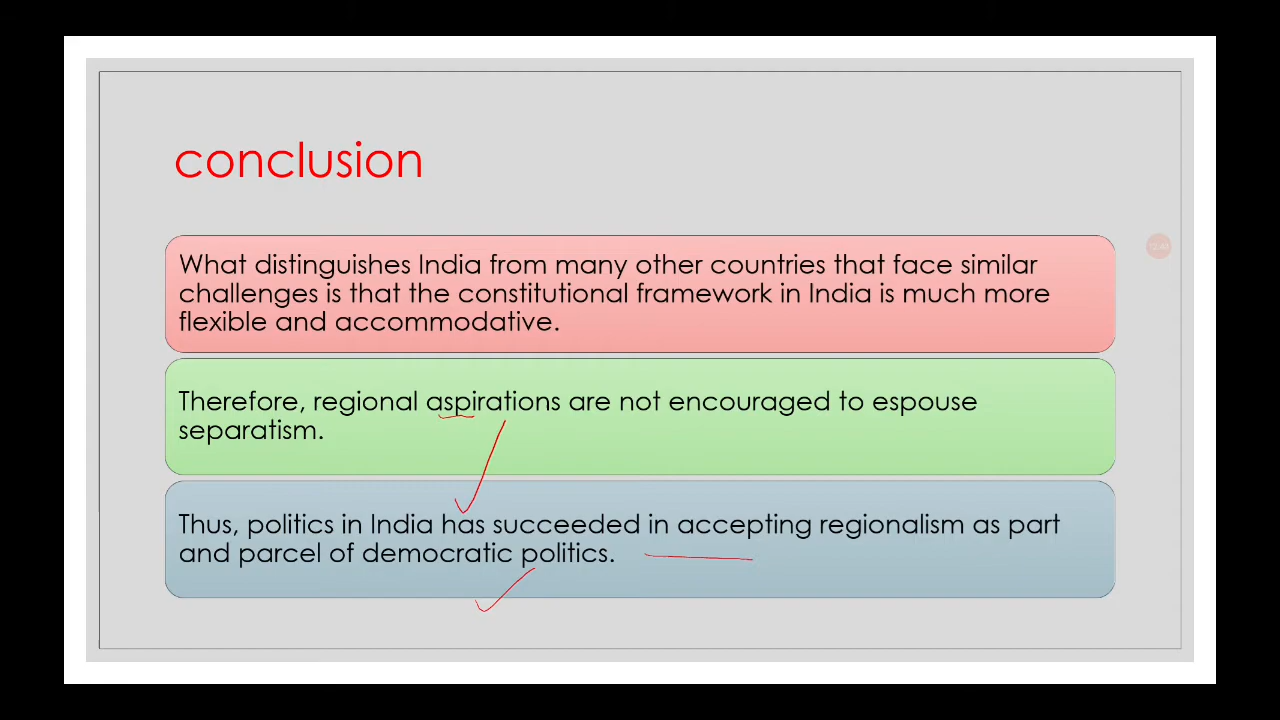 conclusion
What distinguishes India from many other countries that face similar
challenges is that the constitutional framework in India is much more
flexible and accommodative.
Therefore, regional aspirations are not encouraged to espouse
separatism.
Thus, politics in India has succeeded in accepting regionalism as part
and parcel of democratic politics.